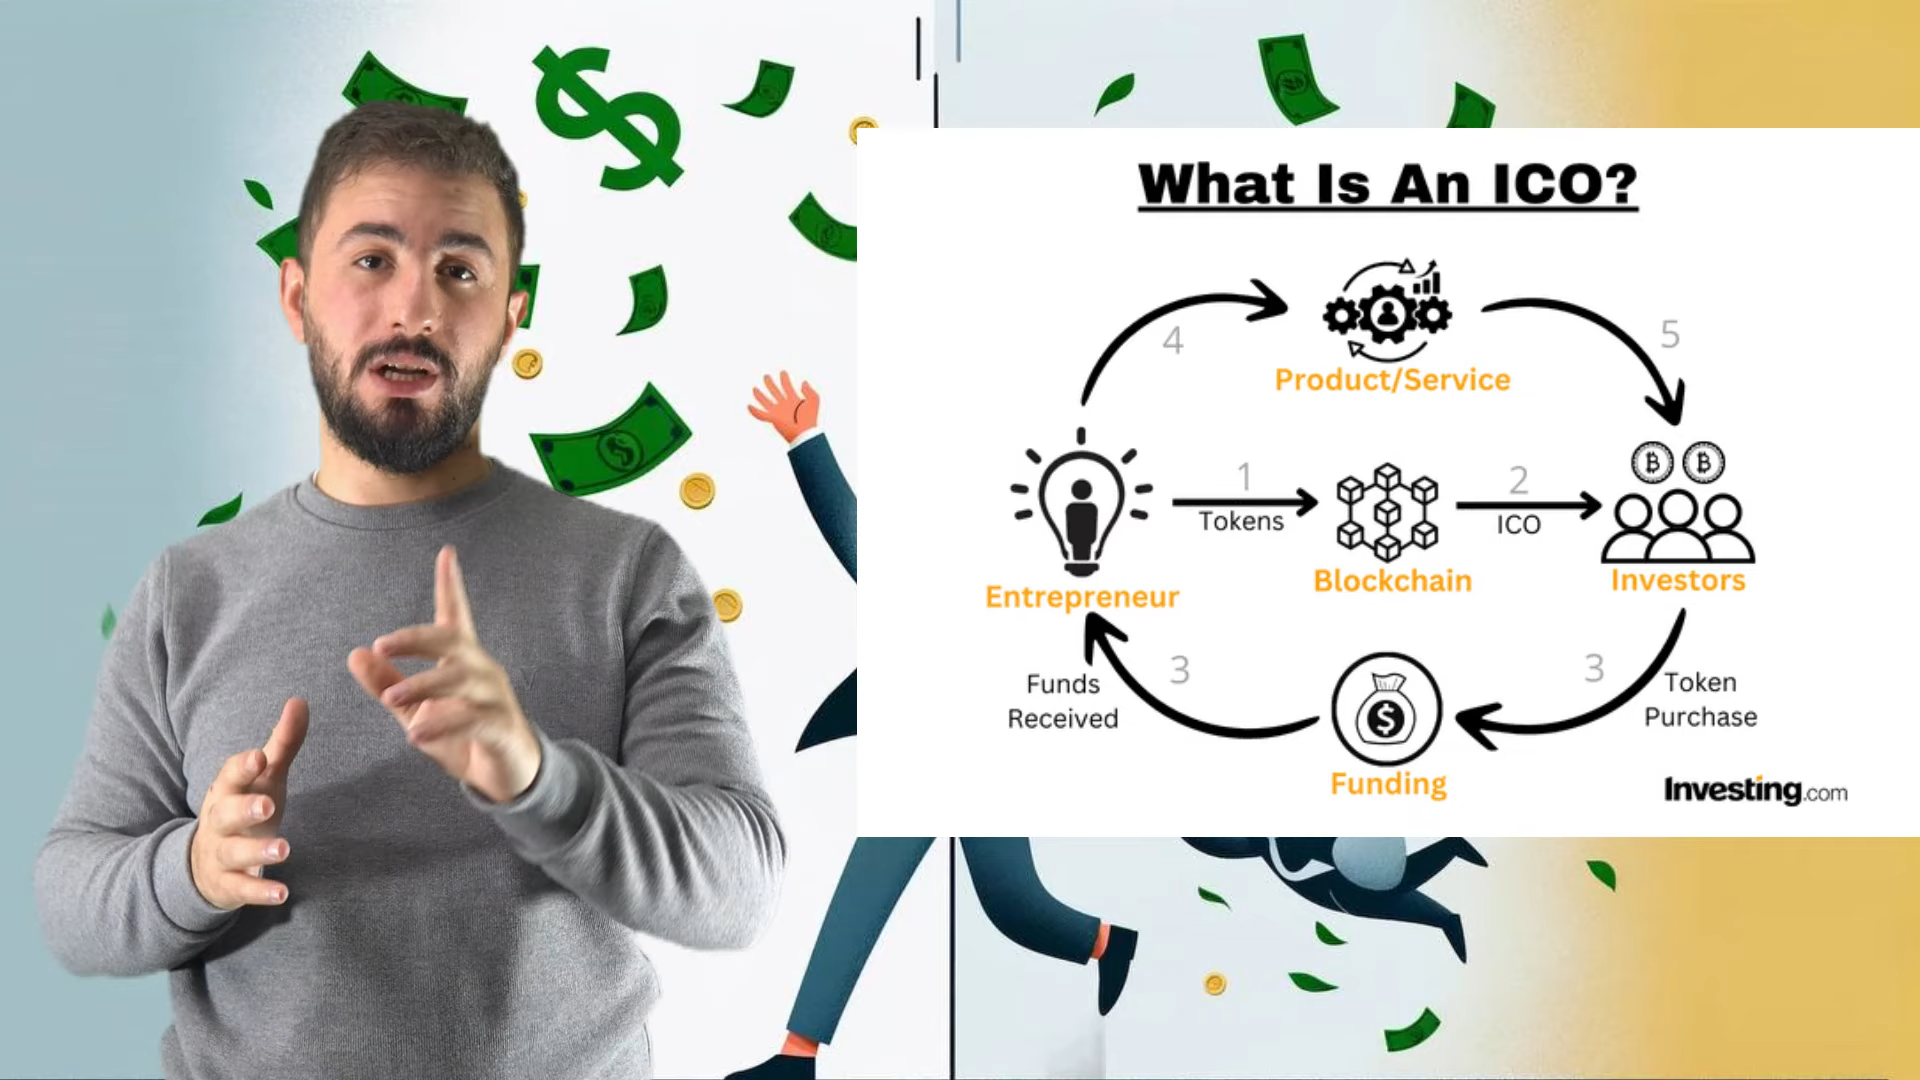 What Is An ICO?
4
5
Product/Service
1
Tokens
2
ICO
Entrepreneur
Blockchain
Investors
3
3
Funds
Received
Token
Purchase
Funding
Investing.com